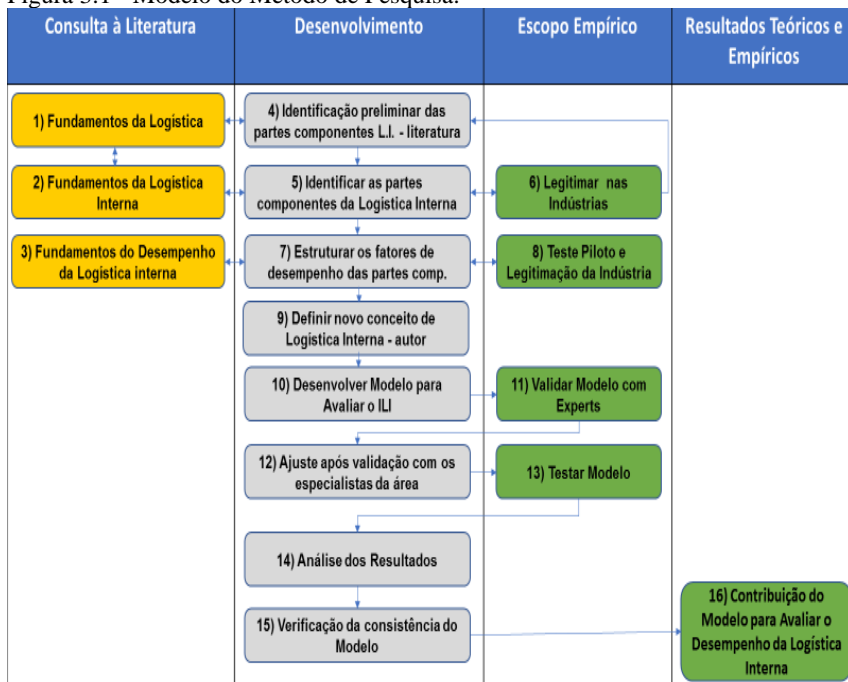 Figura 3.1 - Modelo do Método de Pesquisa.
Consulta à Literatura
Desenvolvimento
Escopo Empírico
Resultados Teóricos e
Empíricos
1) Fundamentos da Logística
4) Identificação preliminar das
partes componentes L.I. - literatura
2) Fundamentos da Logística
Interna
5) Identificar as partes
componentes da Logística Interna
6) Legitimar nas
Indústrias
3) Fundamentos do Desempenho
da Logística interna
7) Estruturar os fatores de
desempenho das partes comp.
8) Teste Piloto e
Legitimação da Indústria
9) Definir novo conceito de
Logística Interna - autor
10) Desenvolver Modelo para
Avaliar o ILI
11) Validar Modelo com
Experts
12) Ajuste após validação com os
especialistas da área
13) Testar Modelo
14) Análise dos Resultados
15) Verificação da consistência do
Modelo
16) Contribuição do
Modelo para Avaliar o
Desempenho da Logística
Interna